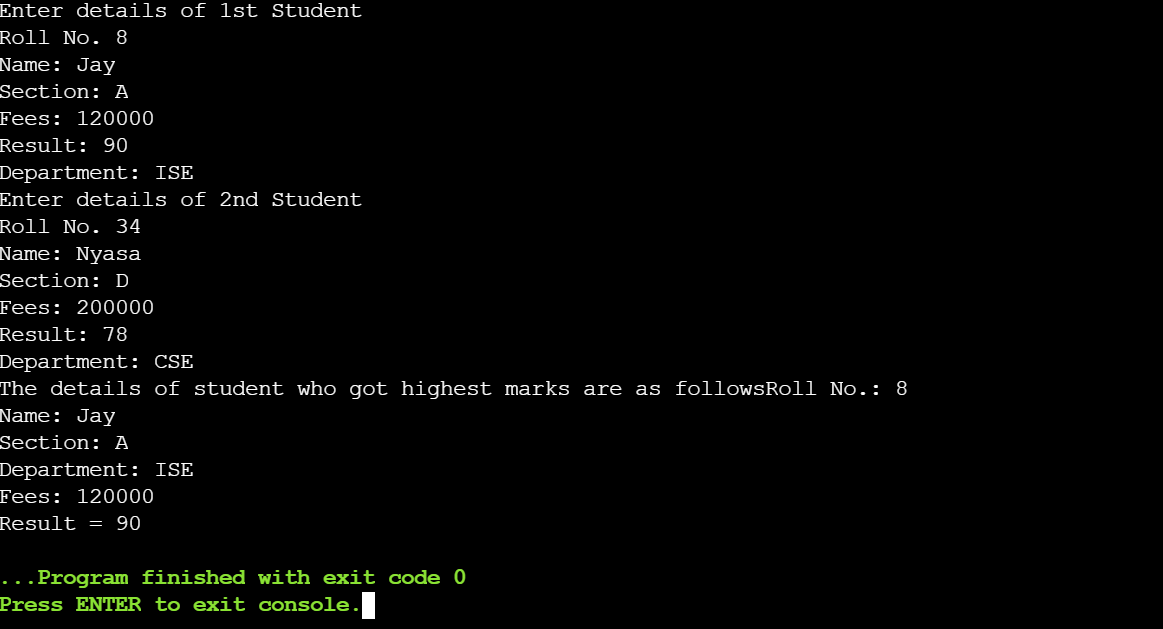 Enter details of 1st Student
Roll No. 8
Name: Jay
Section: A
Fees: 120000
Result: 90
Department: ISE
Enter details of 2nd Student
Roll No. 34
Name: Nyasa
Section: D
Fees: 200000
Result: 78
Department: CSE
The details of student who got highest marks are as followsRoll No.: 8
Name: Jay
Section: A
Department: ISE
Fees: 120000
Result = 90
...Program finished with exit code 0
Press ENTER to exit console.